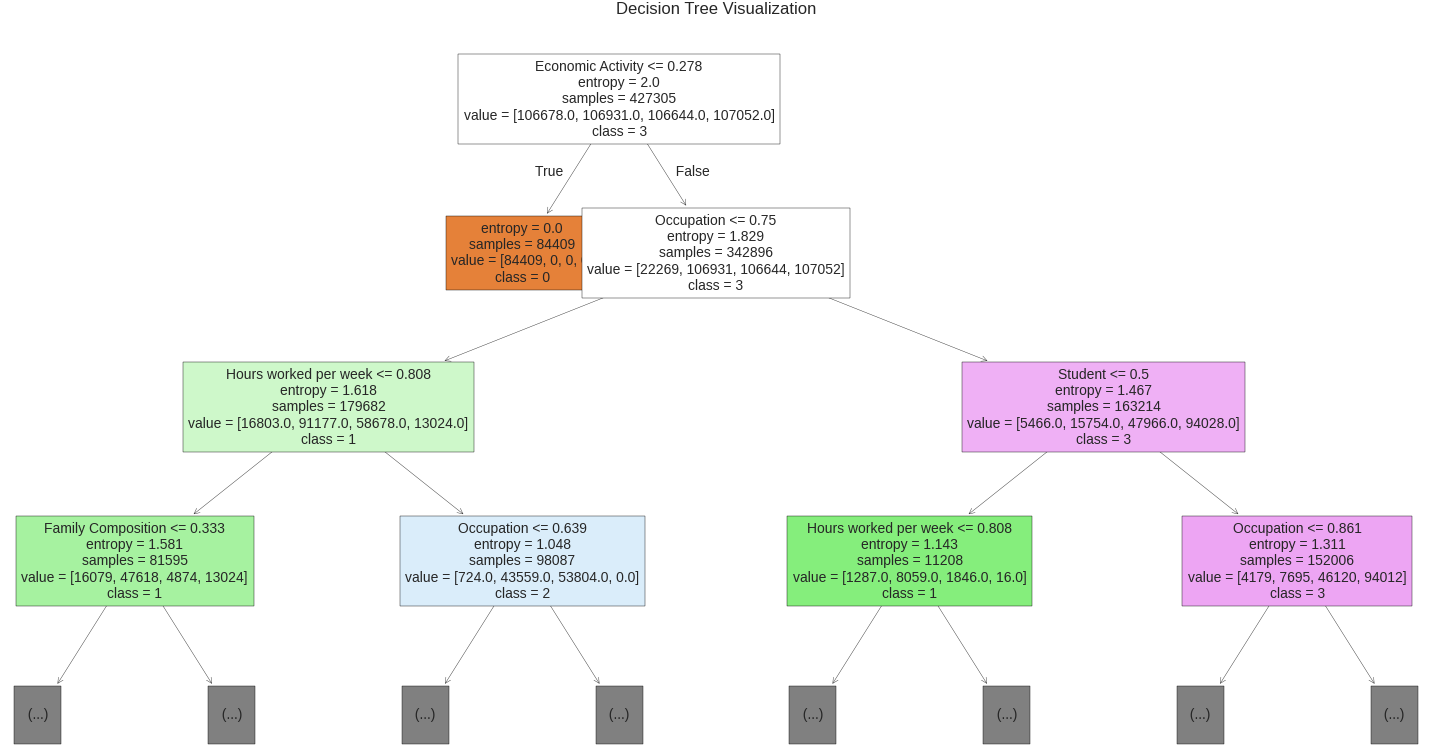 Decision Tree Visualization
Economic Activity <= 0.278
entropy = 2.0
samples = 427305
value = [106678.0, 106931.0, 106644.0, 107052.0]
class = 3
True
False
entropy = 0.0
samples = 84409
value = [84409, 0, 0,
class = 0
Occupation <= 0.75
entropy = 1.829
samples = 342896
value = [22269, 106931, 106644, 107052]
class = 3
Hours worked per week <= 0.808
entropy = 1.618
samples = 179682
value = [16803.0, 91177.0, 58678.0, 13024.0]
class = 1
Student <= 0.5
entropy = 1.467
samples = 163214
value = [5466.0, 15754.0, 47966.0, 94028.0]
class = 3
Family Composition <= 0.333
entropy = 1.581
samples = 81595
value = [16079, 47618, 4874, 13024]
class = 1
Occupation <= 0.639
entropy = 1.048
samples = 98087
value = [724.0, 43559.0, 53804.0, 0.0]
class = 2
Hours worked per week <= 0.808
entropy = 1.143
samples = 11208
value = [1287.0, 8059.0, 1846.0, 16.0]
class = 1
Occupation <= 0.861
entropy = 1.311
samples = 152006
value = [4179, 7695, 46120, 94012]
class = 3
(...)
(...)
(...)
(...)
(...)
(...)
(...)
(...)